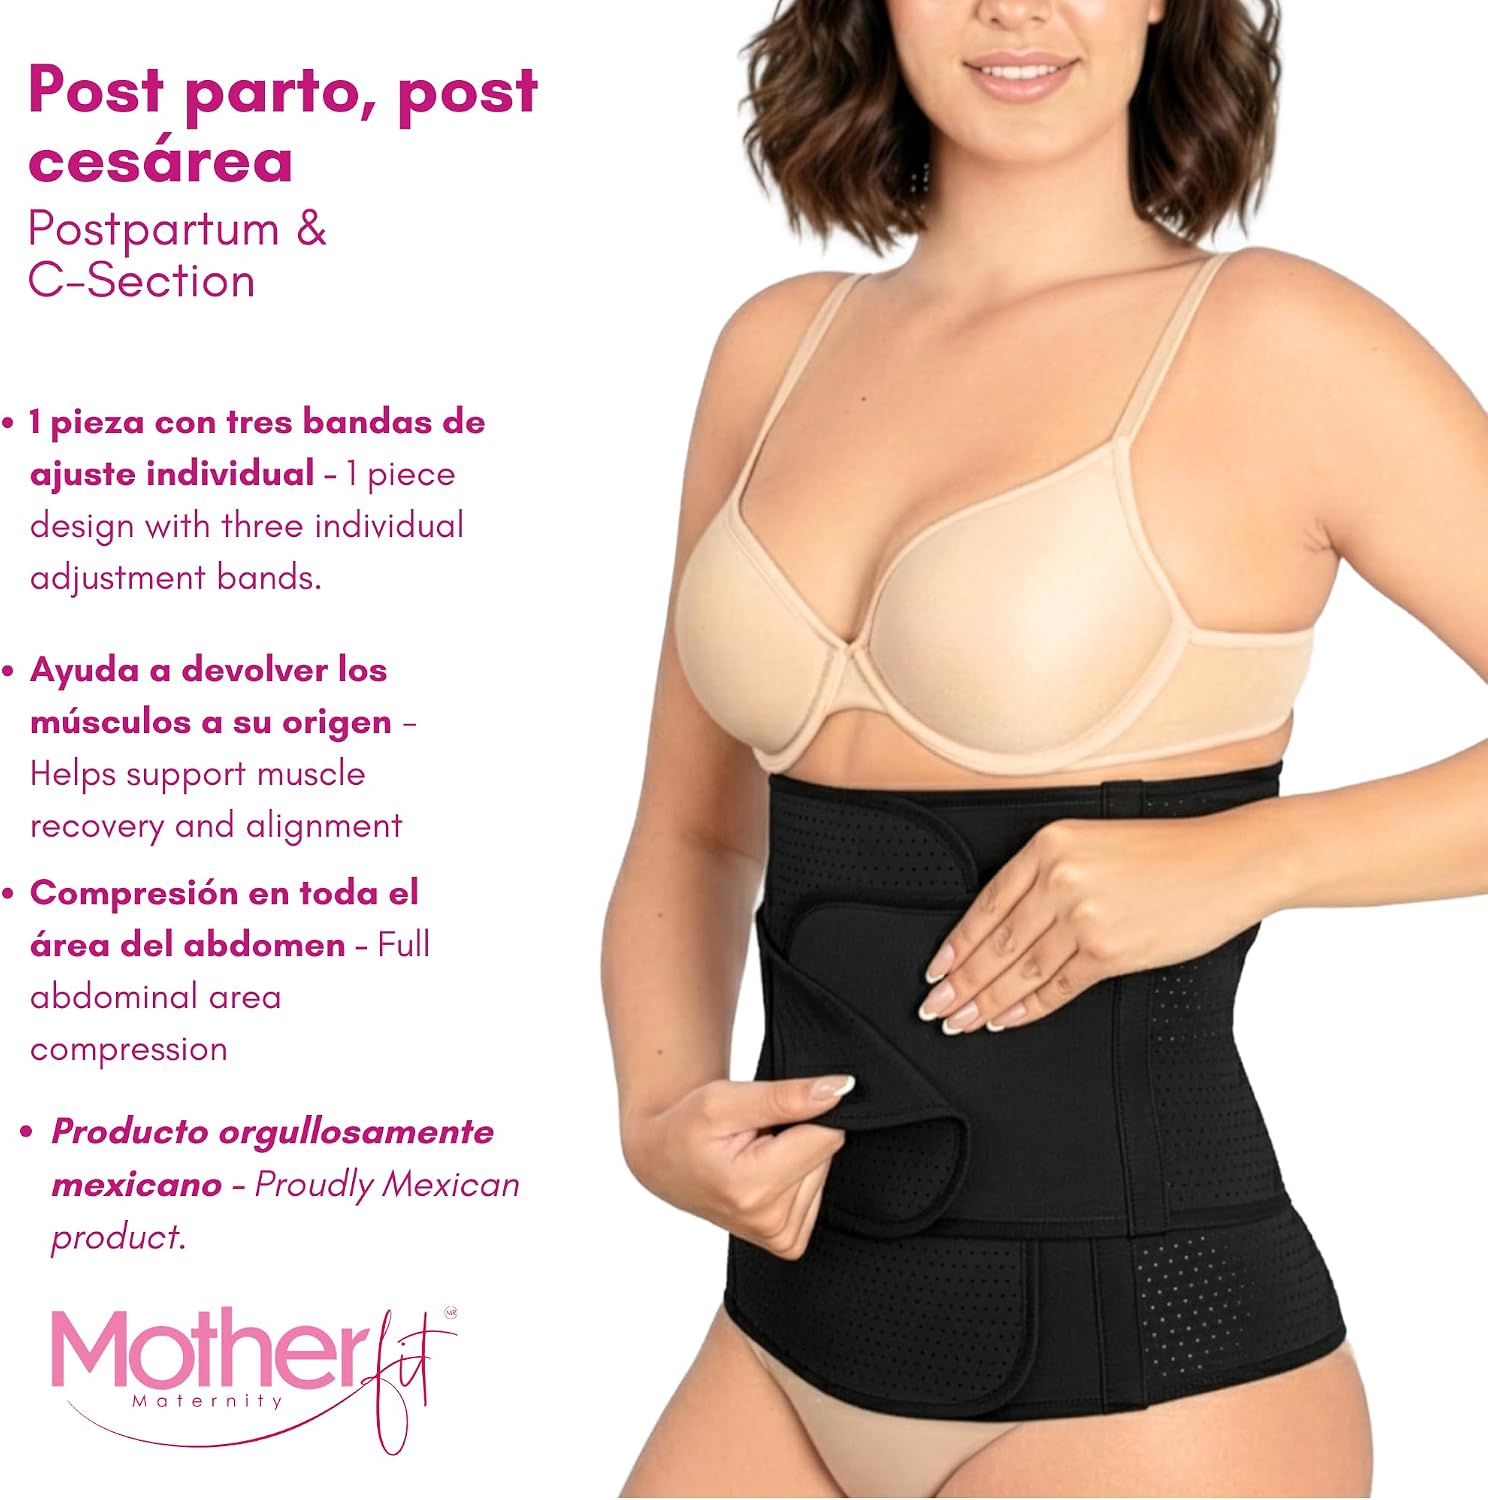 Post parto, post
cesárea
Postpartum &
C-Section
• 1 pieza con tres bandas de
ajuste individual - 1 piece
design with three individual
adjustment bands.
• Ayuda a devolver los
músculos a su origen -
Helps support muscle
recovery and alignment
• Compresión en toda el
área del abdomen - Full
abdominal area
compression
• Producto orgullosamente
mexicano - Proudly Mexican
product.
Motherfit MR
Maternity